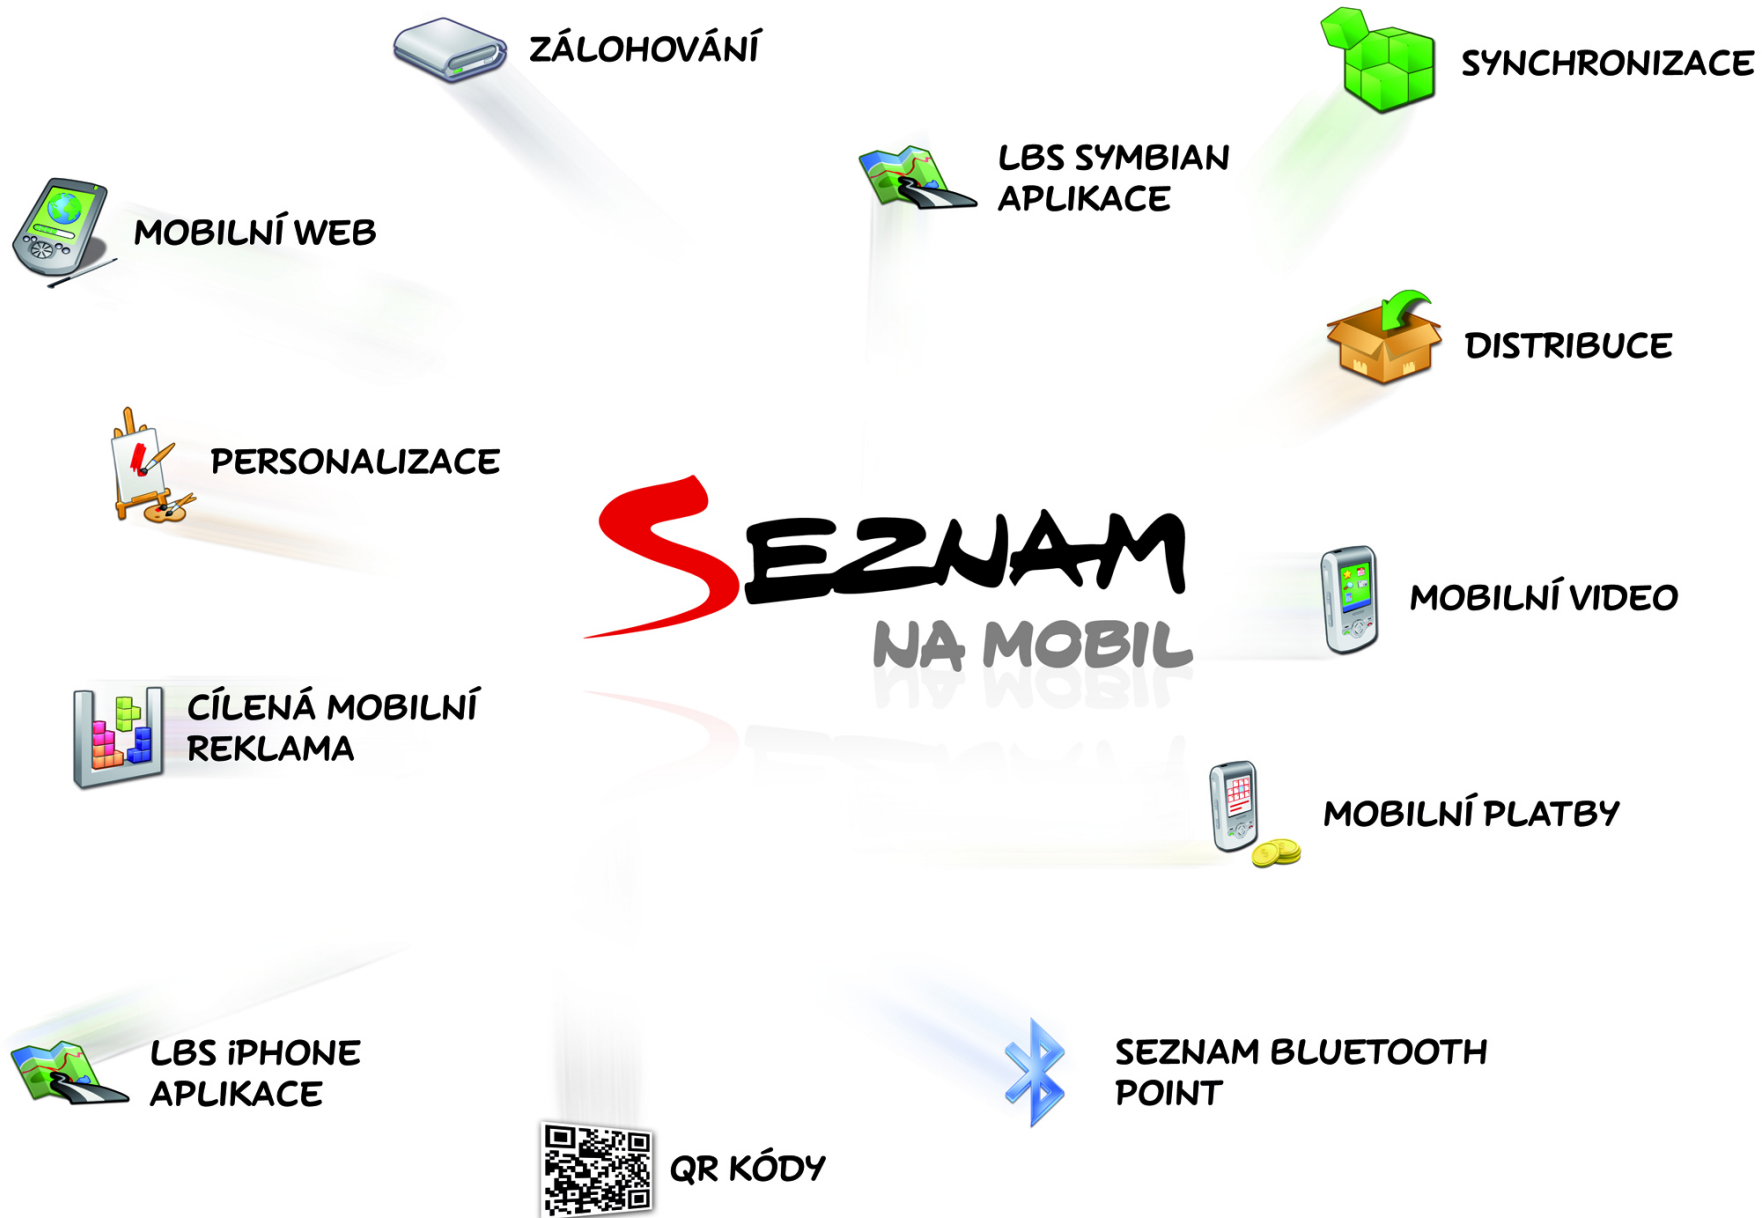 ZÁLOHOVÁNÍ
SYNCHRONIZACE
LBS SYMBIAN
APLIKACE
MOBILNÍ WEB
DISTRIBUCE
PERSONALIZACE
SEZNAM
NA MOBIL
MOBILNÍ VIDEO
CÍLENÁ MOBILNÍ
REKLAMA
MOBILNÍ PLATBY
LBS iPHONE
APLIKACE
SEZNAM BLUETOOTH
POINT
QR KÓDY